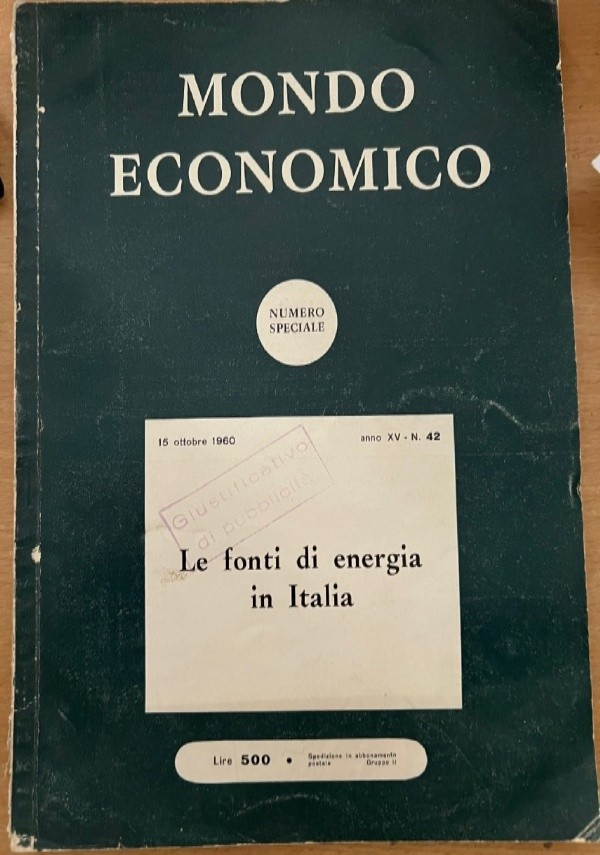 MONDO
ECONOMICO
NUMERO
SPECIALE
15 ottobre 1960
anno XV - N. 42
Giustificativo
di pubblicità
Le fonti di energia
in Italia
Lire 500 • Spedizione in abbonamento
postale Gruppo II